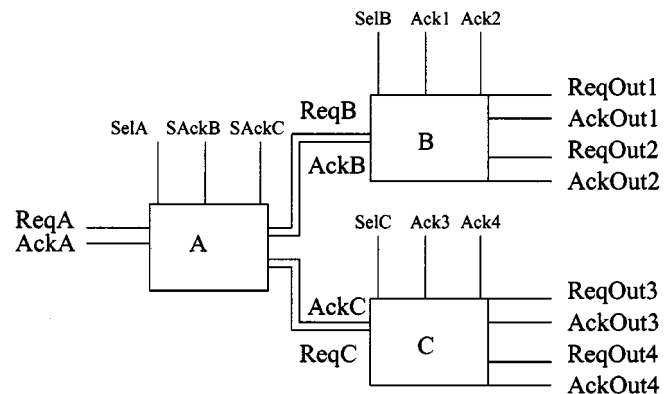 SelB Ack1 Ack2
ReqOut1
ReqB
AckOut1
SelA SAckB SAckC
B
ReqOut2
AckB
AckOut2
ReqA
AckA
A
SelC Ack3 Ack4
AckC
ReqOut3
AckOut3
ReqC
C
ReqOut4
AckOut4